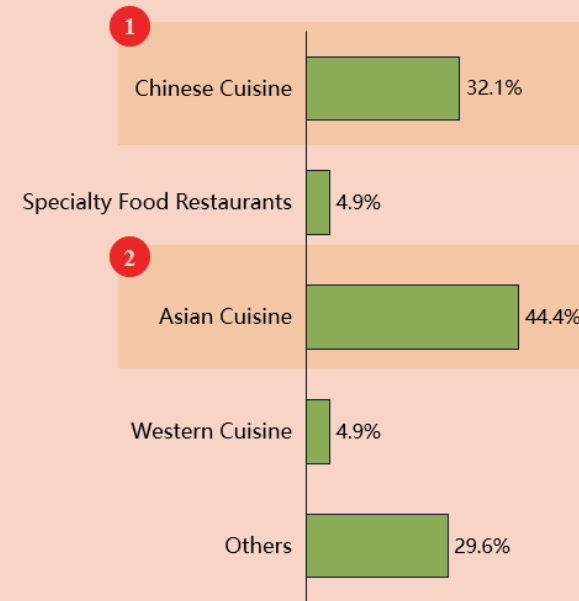 1
Chinese Cuisine 32.1%
Specialty Food Restaurants 4.9%
2
Asian Cuisine 44.4%
Western Cuisine 4.9%
Others 29.6%